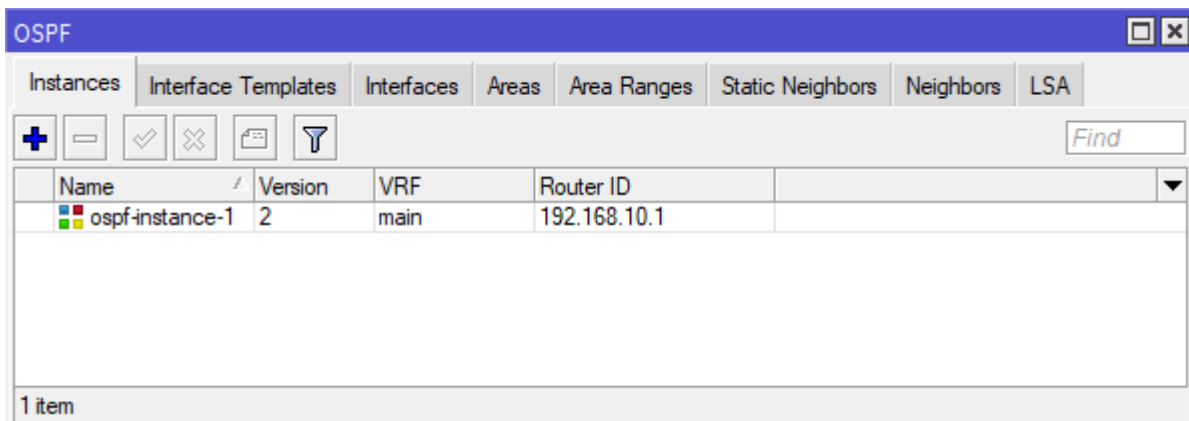 OSPF
Instances Interface Templates Interfaces Areas Area Ranges Static Neighbors Neighbors LSA
Find
Name Version VRF Router ID
ospf-instance-1 2 main 192.168.10.1
1 item